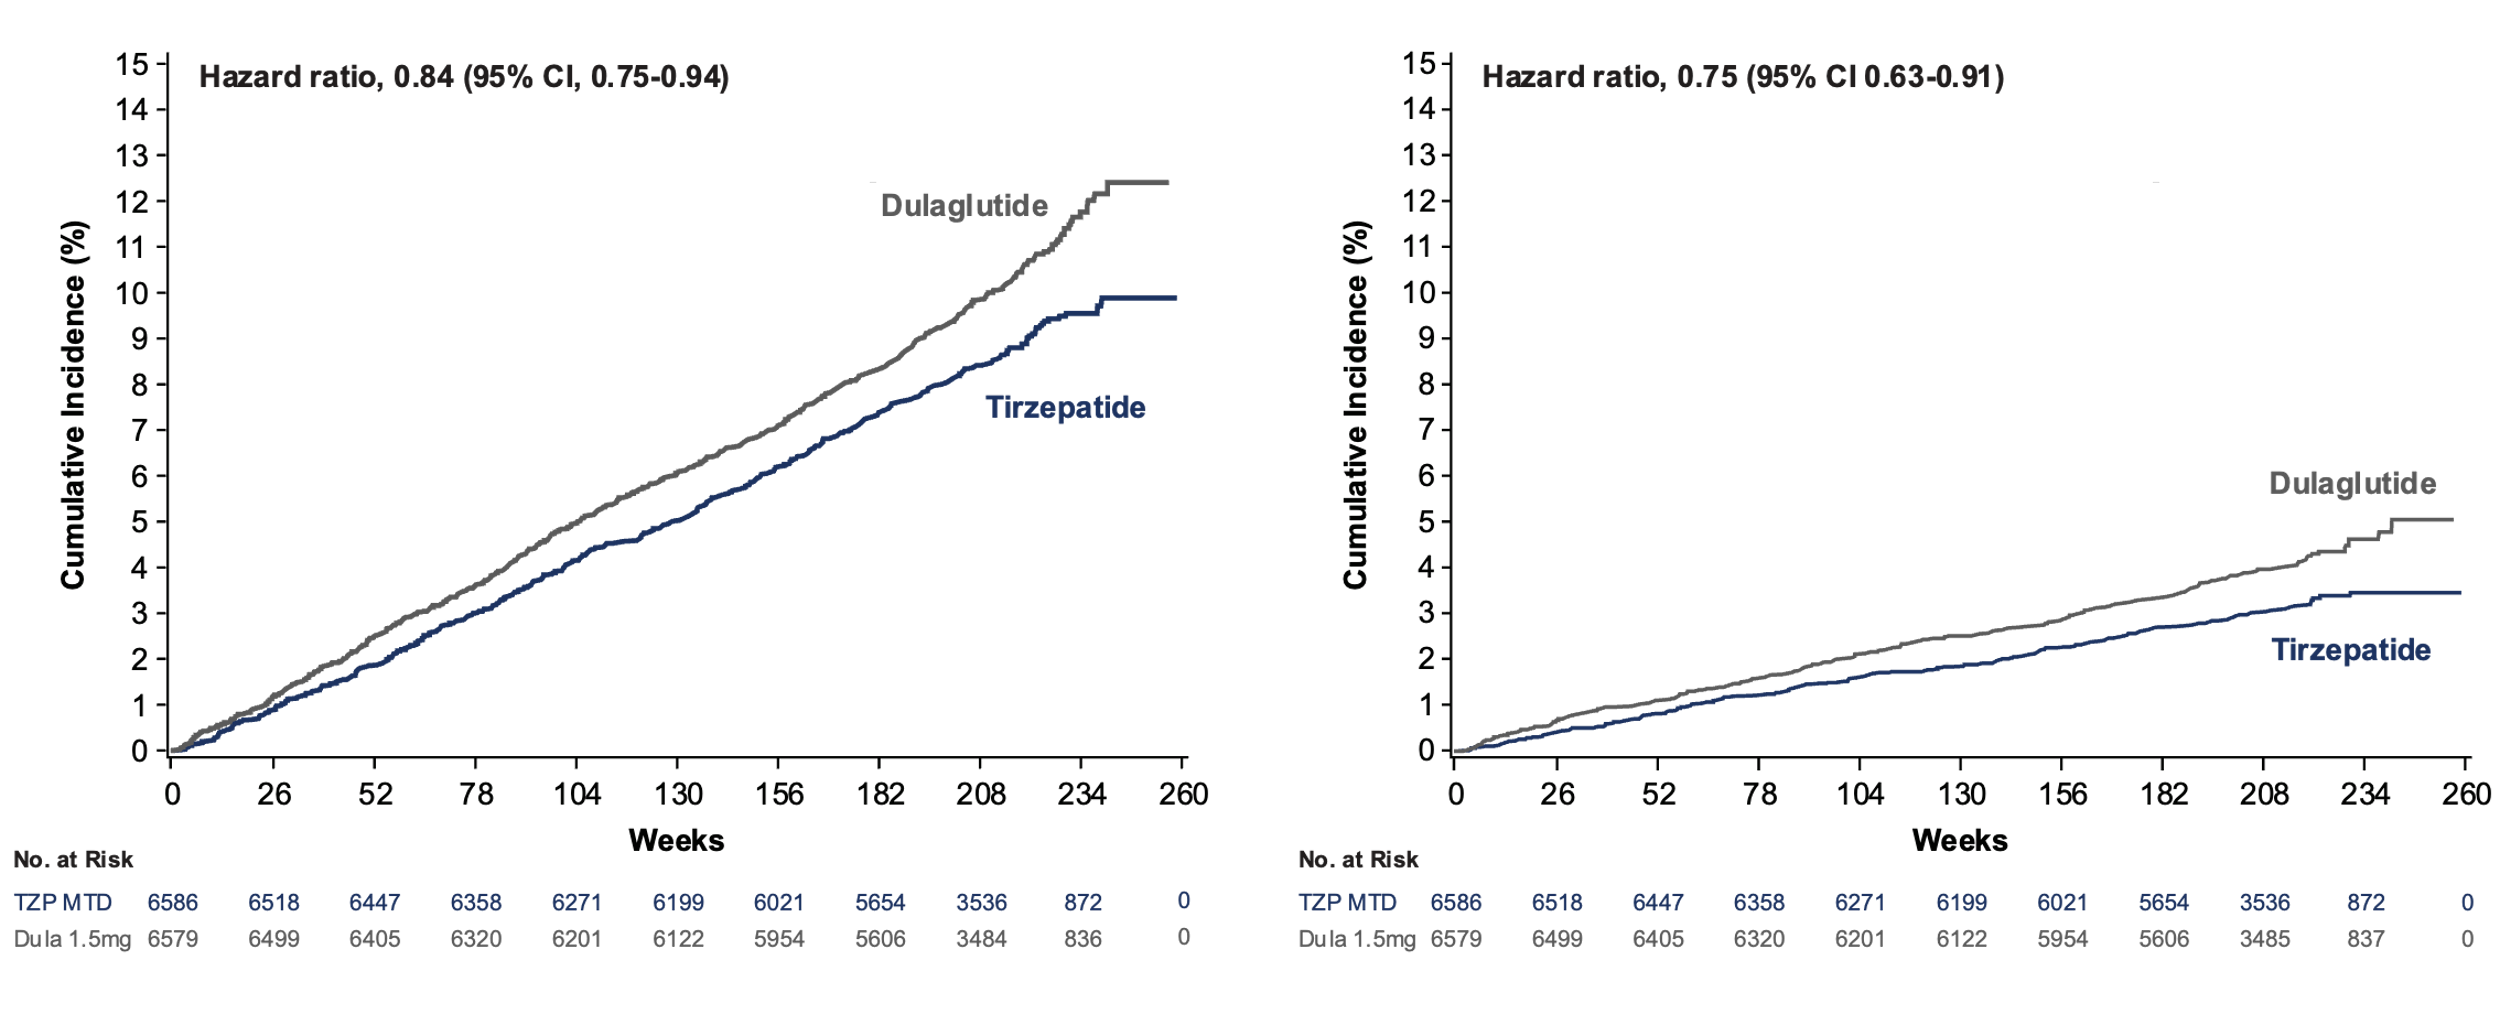 Hazard ratio, 0.84 (95% CI, 0.75-0.94)
Cumulative Incidence (%)
15
14
13
12
11
10
9
8
7
6
5
4
3
2
1
0
Dulaglutide
Tirzepatide
0 26 52 78 104 130 156 182 208 234 260
Weeks
No. at Risk
TZP MTD 6586 6518 6447 6358 6271 6199 6021 5654 3536 872 0
Dula 1.5mg 6579 6499 6405 6320 6201 6122 5954 5606 3484 836 0
Hazard ratio, 0.75 (95% CI 0.63-0.91)
Cumulative Incidence (%)
15
14
13
12
11
10
9
8
7
6
5
4
3
2
1
0
Dulaglutide
Tirzepatide
0 26 52 78 104 130 156 182 208 234 260
Weeks
No. at Risk
TZP MTD 6586 6518 6447 6358 6271 6199 6021 5654 3536 872 0
Dula 1.5mg 6579 6499 6405 6320 6201 6122 5954 5606 3485 837 0